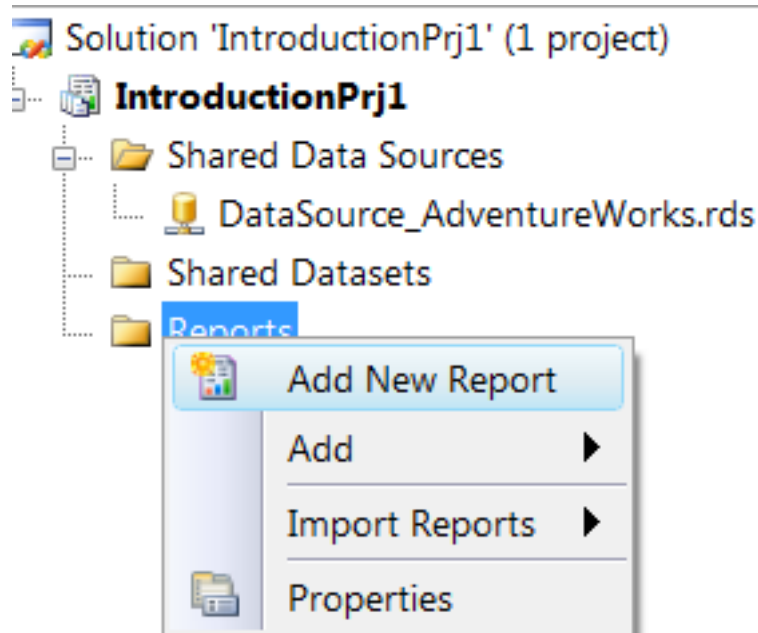 Solution 'IntroductionPrj1' (1 project)
IntroductionPrj1
Shared Data Sources
DataSource_AdventureWorks.rds
Shared Datasets
Reports
Add New Report
Add
Import Reports
Properties